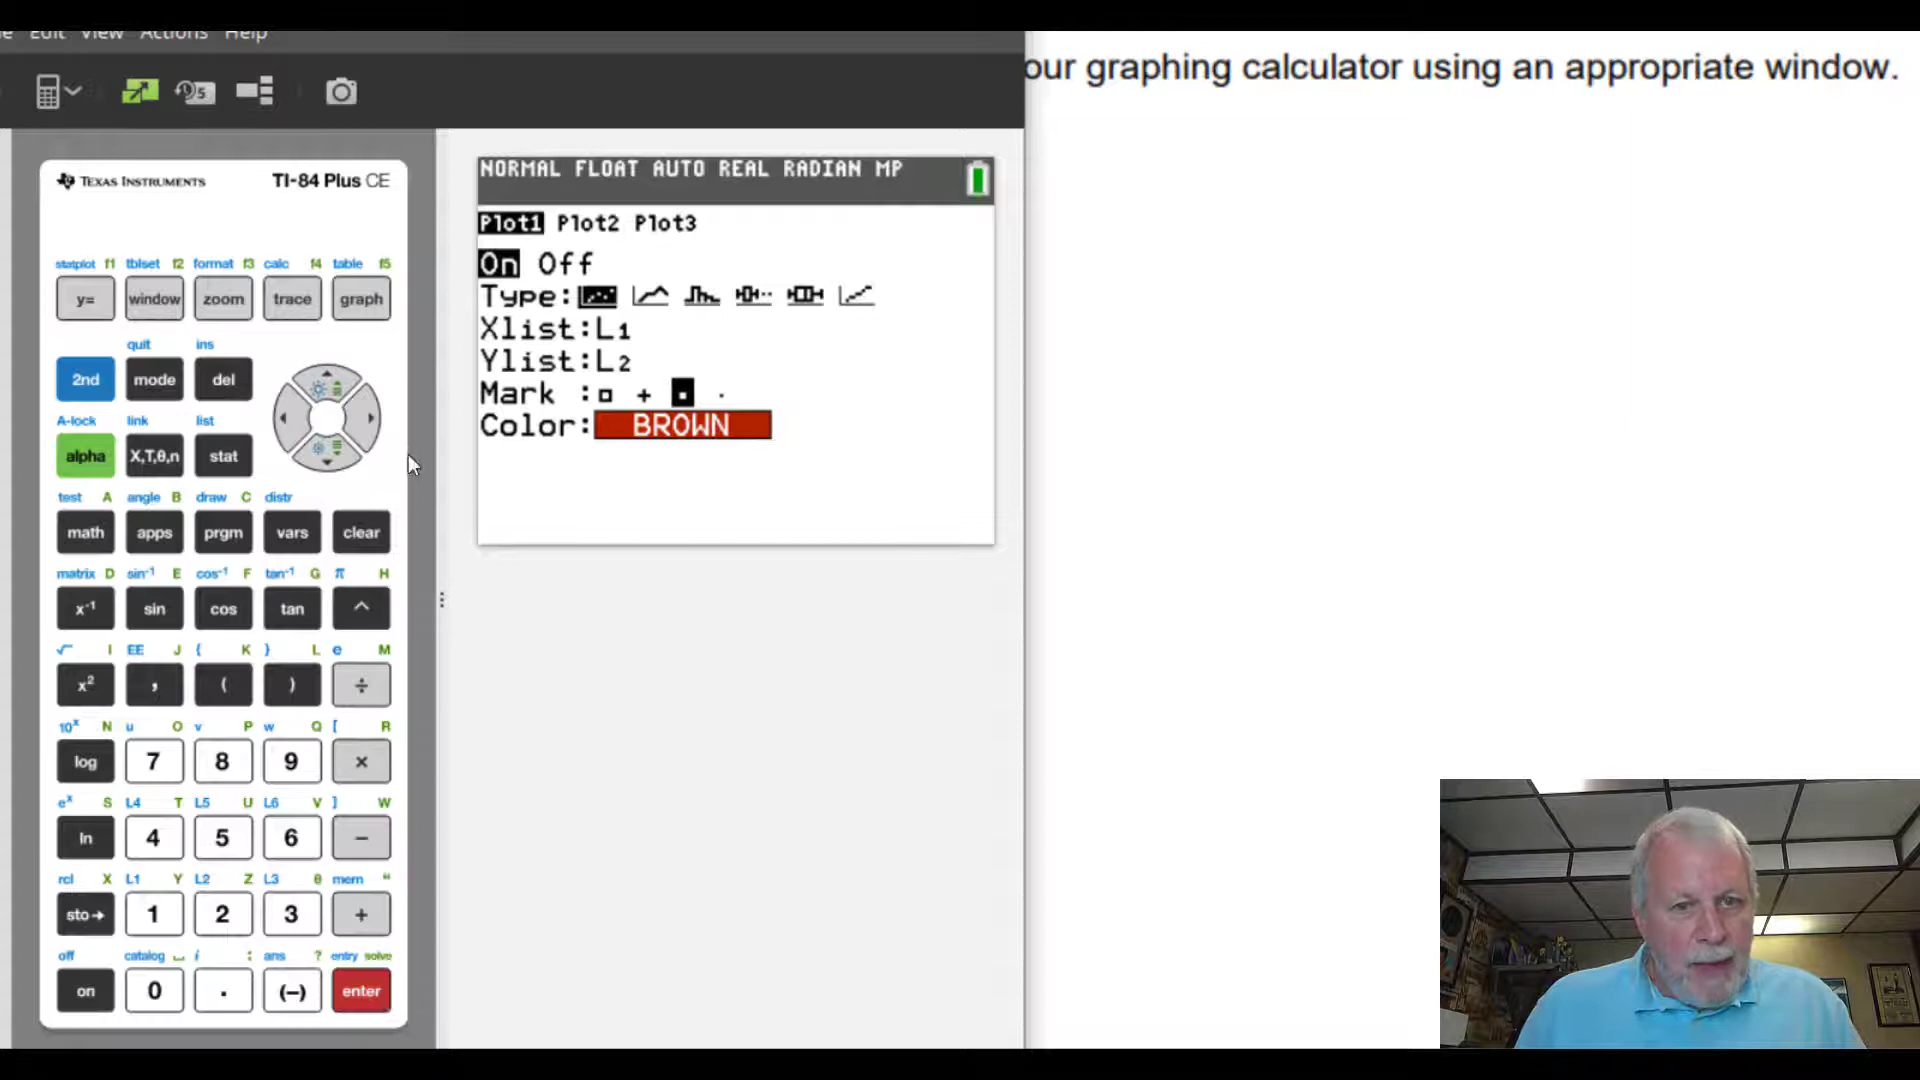 Edit View Actions Help
our graphing calculator using an appropriate window.
TEXAS INSTRUMENTS TI-84 Plus CE
NORMAL FLOAT AUTO REAL RADIAN MP
Plot1 Plot2 Plot3
On Off
Type:
Xlist:L1
Ylist:L2
Mark : + ·
Color: BROWN
statplot f1 tblset f2 format f3 calc f4 table f5
y= window zoom trace graph
quit ins
2nd mode del
A-lock link list
alpha X,T,θ,n stat
test A angle B draw C distr
math apps prgm vars clear
matrix D sin-1 E cos-1 F tan-1 G π H
x-1 sin cos tan ^
√ I EE J { K } L e M
x2 , ( ) ÷
10x N u O v P w Q [ R
log 7 8 9 ×
ex S L4 T L5 U L6 V ] W
ln 4 5 6 −
rcl X L1 Y L2 Z L3 θ mem "
sto→ 1 2 3 +
off catalog i : ans ? entry solve
on 0 . (−) enter